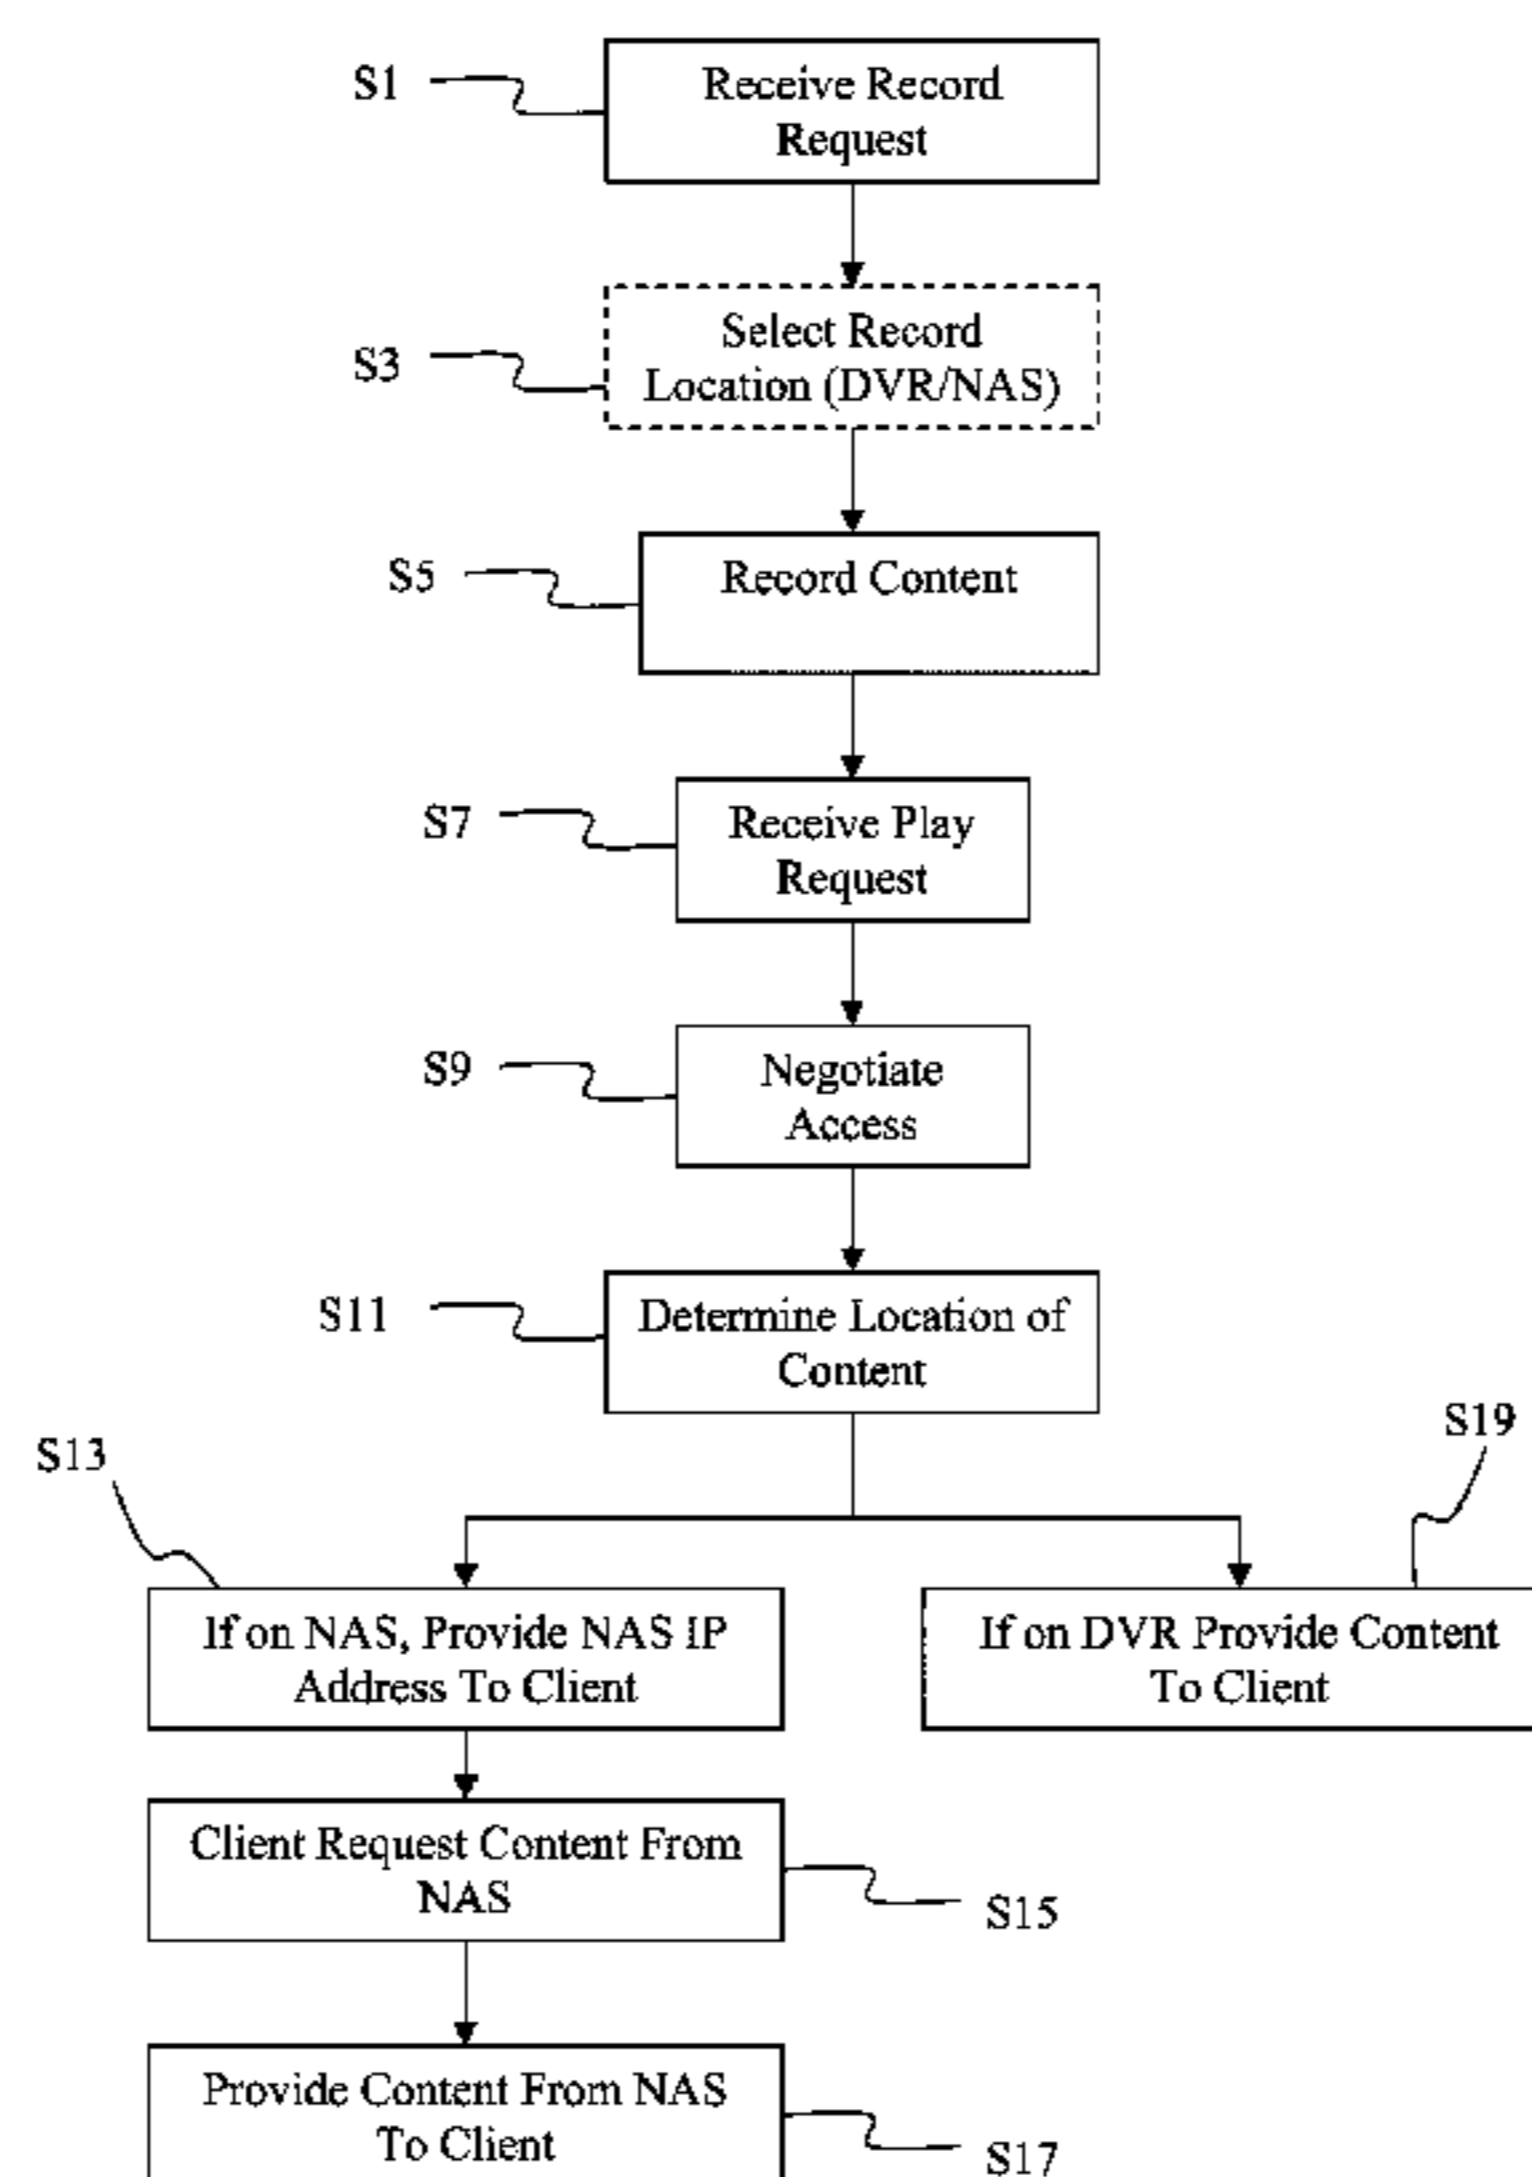 S1
Receive Record
Request
S3
Select Record
Location (DVR/NAS)
S5
Record Content
S7
Receive Play
Request
S9
Negotiate
Access
S11
Determine Location of
Content
S13
S19
If on NAS, Provide NAS IP
Address To Client
If on DVR Provide Content
To Client
Client Request Content From
NAS
S15
Provide Content From NAS
To Client
S17